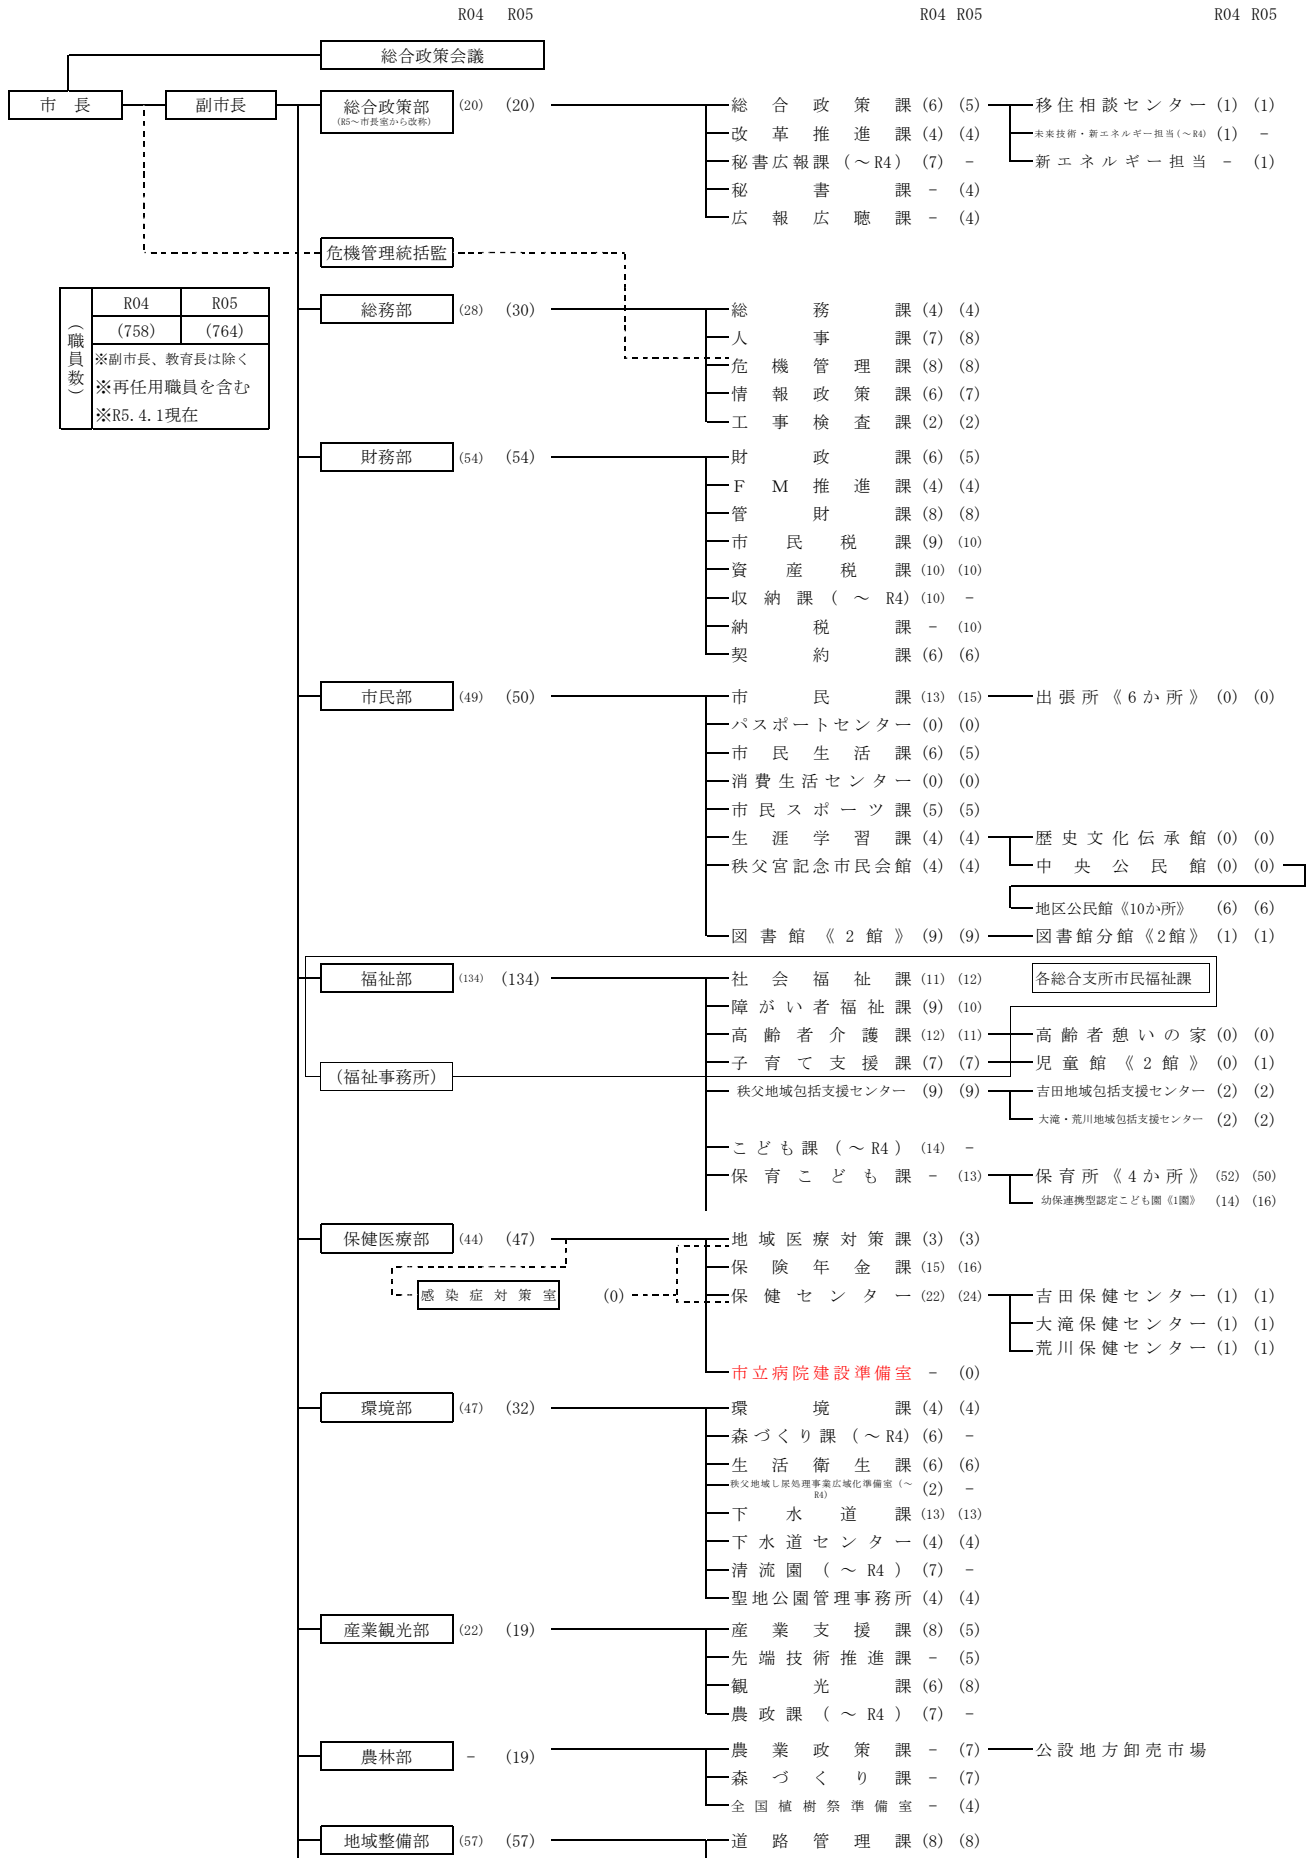 R04 R05 R04 R05 R04 R05
総合政策会議
市長 副市長 総合政策部 (20) (20) 総合政策課 (6) (5) 移住相談センター (1) (1)
(R5～市長室から改称)
改革推進課 (4) (4) 未来技術・新エネルギー担当(～R4) (1) －
秘書広報課(～R4) (7) － 新エネルギー担当 － (1)
秘書課 － (4)
広報広聴課 － (4)
危機管理統括監
(職員数)
R04 R05
(758) (764)
※副市長、教育長は除く
※再任用職員を含む
※R5.4.1現在
総務部 (28) (30) 総務課 (4) (4)
人事課 (7) (8)
危機管理課 (8) (8)
情報政策課 (6) (7)
工事検査課 (2) (2)
財務部 (54) (54) 財政課 (6) (5)
ＦＭ推進課 (4) (4)
管財課 (8) (8)
市民税課 (9) (10)
資産税課 (10) (10)
収納課(～R4) (10) －
納税課 － (10)
契約課 (6) (6)
市民部 (49) (50) 市民課 (13) (15) 出張所《6か所》 (0) (0)
パスポートセンター (0) (0)
市民生活課 (6) (5)
消費生活センター (0) (0)
市民スポーツ課 (5) (5)
生涯学習課 (4) (4) 歴史文化伝承館 (0) (0)
秩父宮記念市民会館 (4) (4) 中央公民館 (0) (0)
地区公民館《10か所》 (6) (6)
図書館《2館》 (9) (9) 図書館分館《2館》 (1) (1)
福祉部 (134) (134) 社会福祉課 (11) (12) 各総合支所市民福祉課
障がい者福祉課 (9) (10)
高齢者介護課 (12) (11) 高齢者憩いの家 (0) (0)
子育て支援課 (7) (7) 児童館《2館》 (0) (1)
(福祉事務所)
秩父地域包括支援センター (9) (9) 吉田地域包括支援センター (2) (2)
大滝・荒川地域包括支援センター (2) (2)
こども課(～R4) (14) －
保育こども課 － (13) 保育所《4か所》 (52) (50)
幼保連携型認定こども園《1園》 (14) (16)
保健医療部 (44) (47) 地域医療対策課 (3) (3)
保険年金課 (15) (16)
感染症対策室 (0) 保健センター (22) (24) 吉田保健センター (1) (1)
大滝保健センター (1) (1)
荒川保健センター (1) (1)
市立病院建設準備室 － (0)
環境部 (47) (32) 環境課 (4) (4)
森づくり課(～R4) (6) －
生活衛生課 (6) (6)
秩父地域し尿処理事業広域化準備室(～R4) (2) －
下水道課 (13) (13)
下水道センター (4) (4)
清流園(～R4) (7) －
聖地公園管理事務所 (4) (4)
産業観光部 (22) (19) 産業支援課 (8) (5)
先端技術推進課 － (5)
観光課 (6) (8)
農政課(～R4) (7) －
農林部 － (19) 農業政策課 － (7) 公設地方卸売市場
森づくり課 － (7)
全国植樹祭準備室 － (4)
地域整備部 (57) (57) 道路管理課 (8) (8)